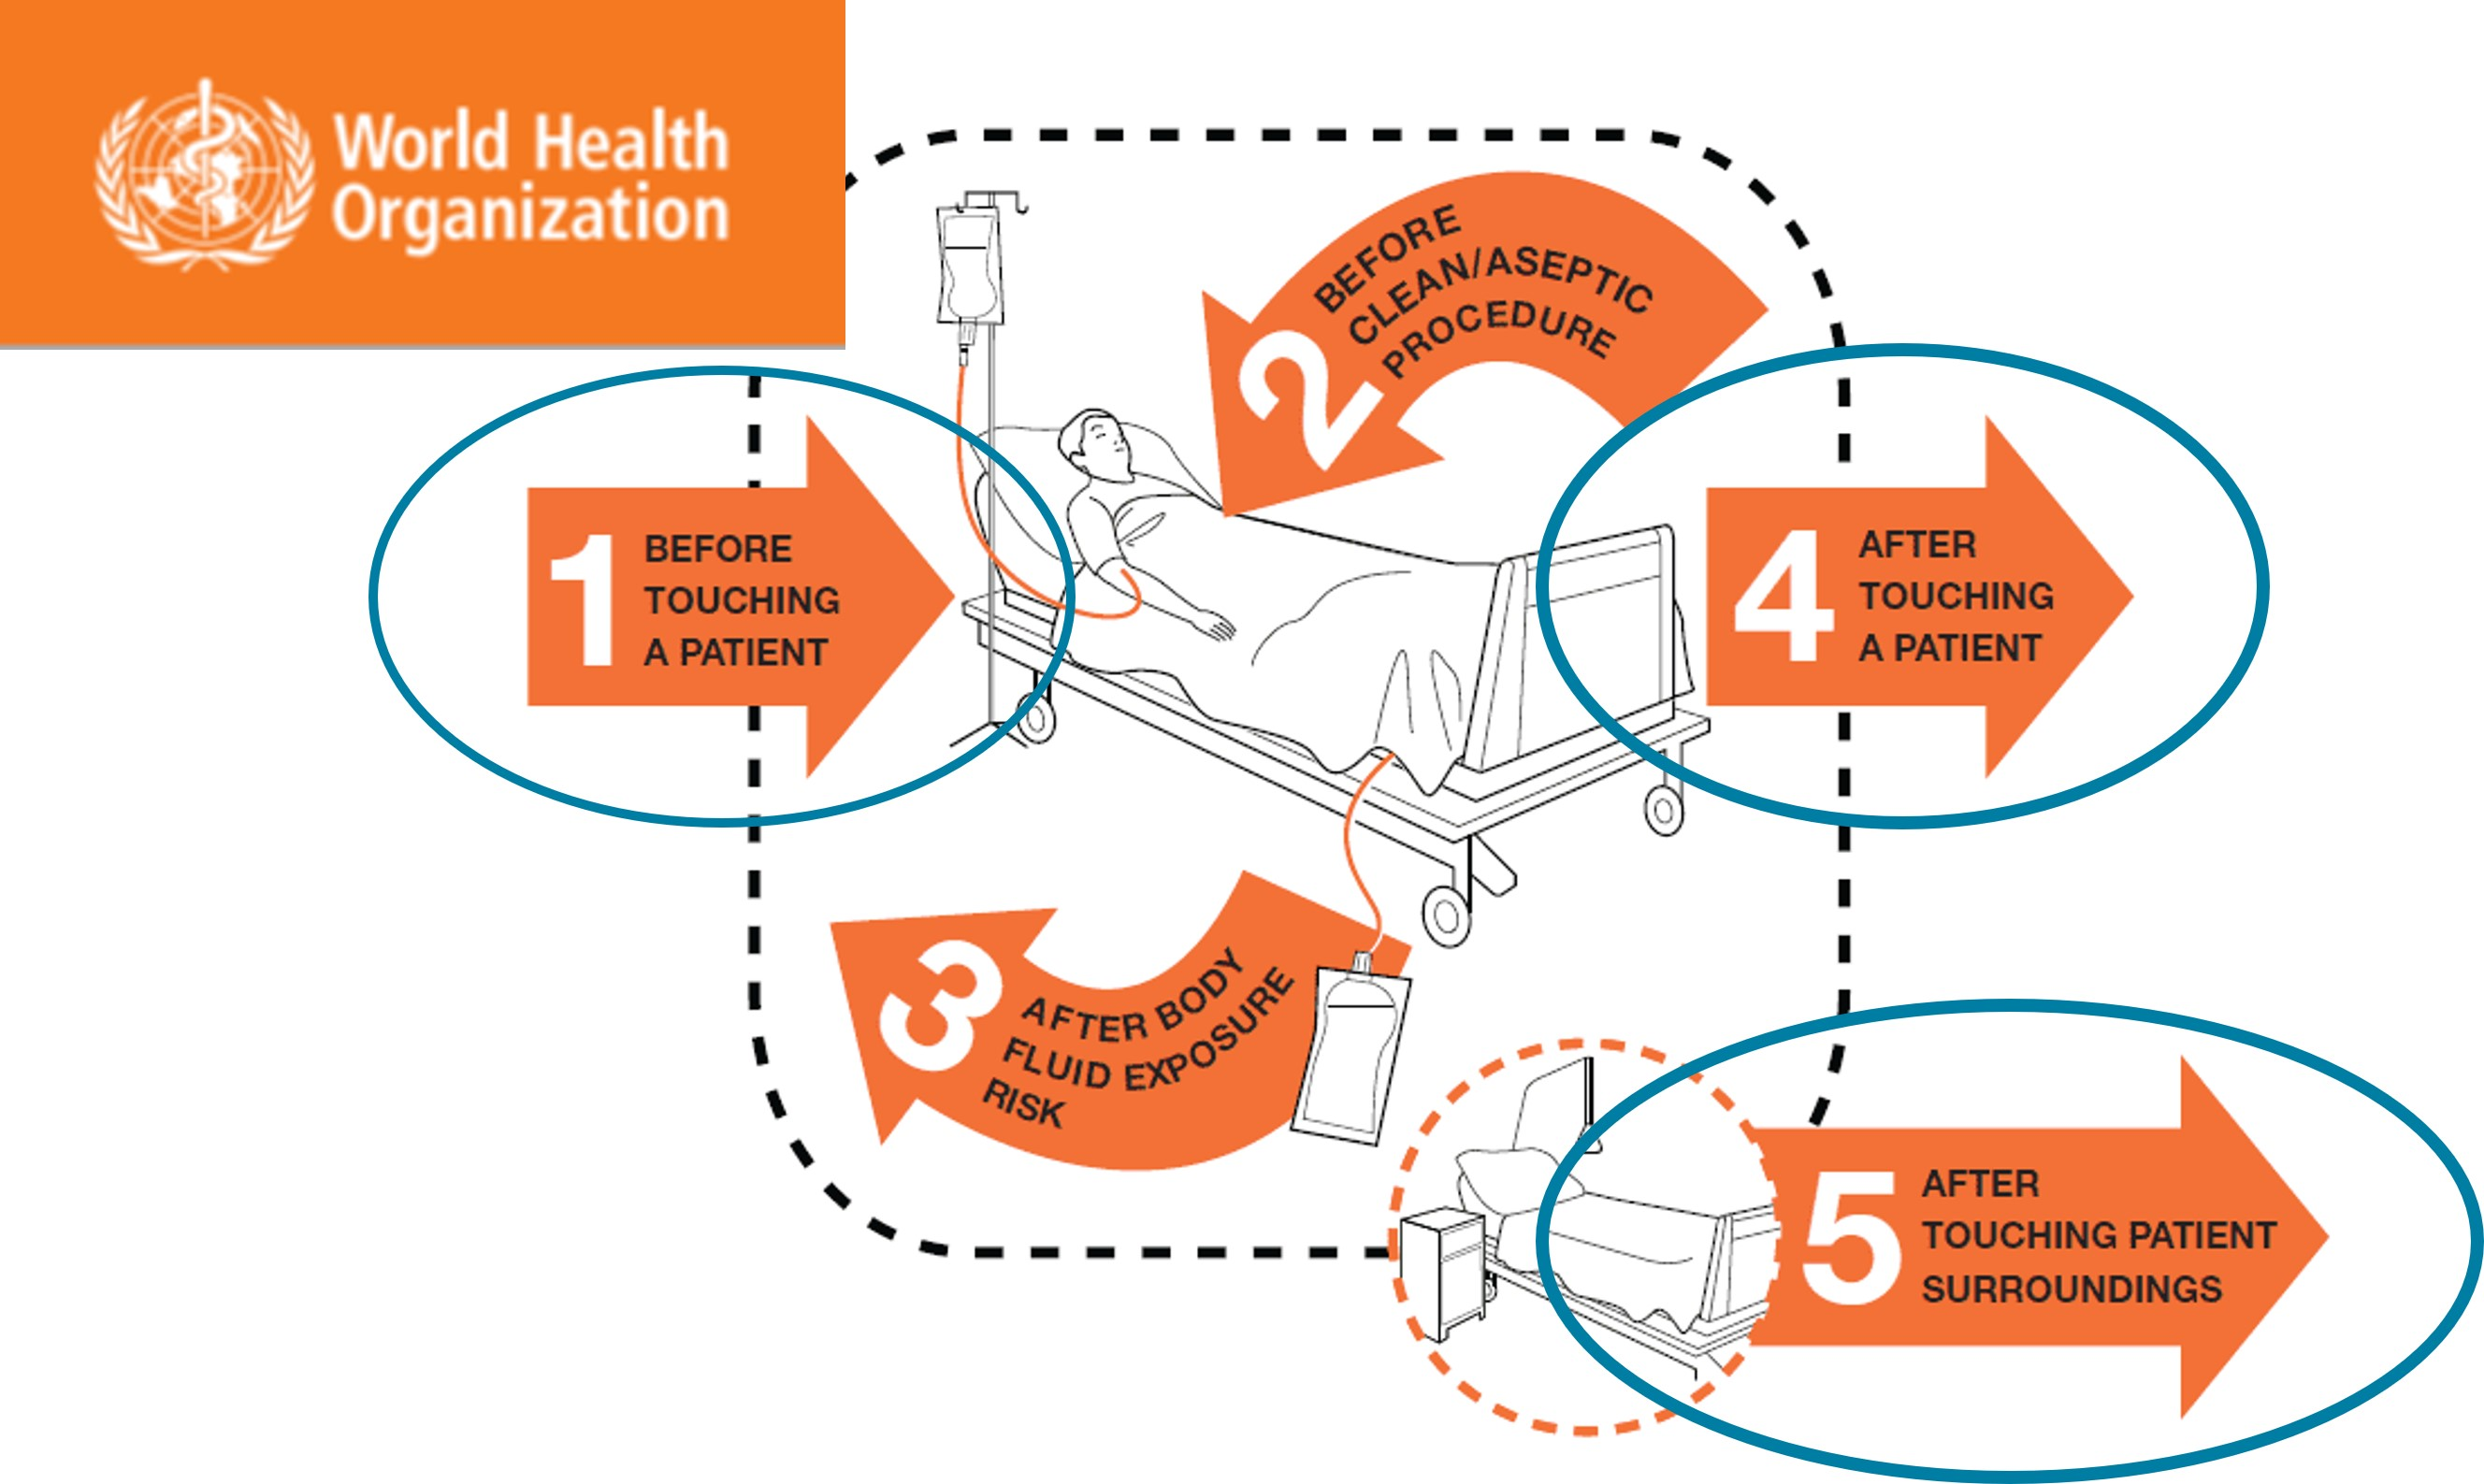 World Health
Organization
1
BEFORE
TOUCHING
A PATIENT
2
BEFORE
CLEAN/ASEPTIC
PROCEDURE
3
AFTER BODY
FLUID EXPOSURE
RISK
4
AFTER
TOUCHING
A PATIENT
5
AFTER
TOUCHING PATIENT
SURROUNDINGS